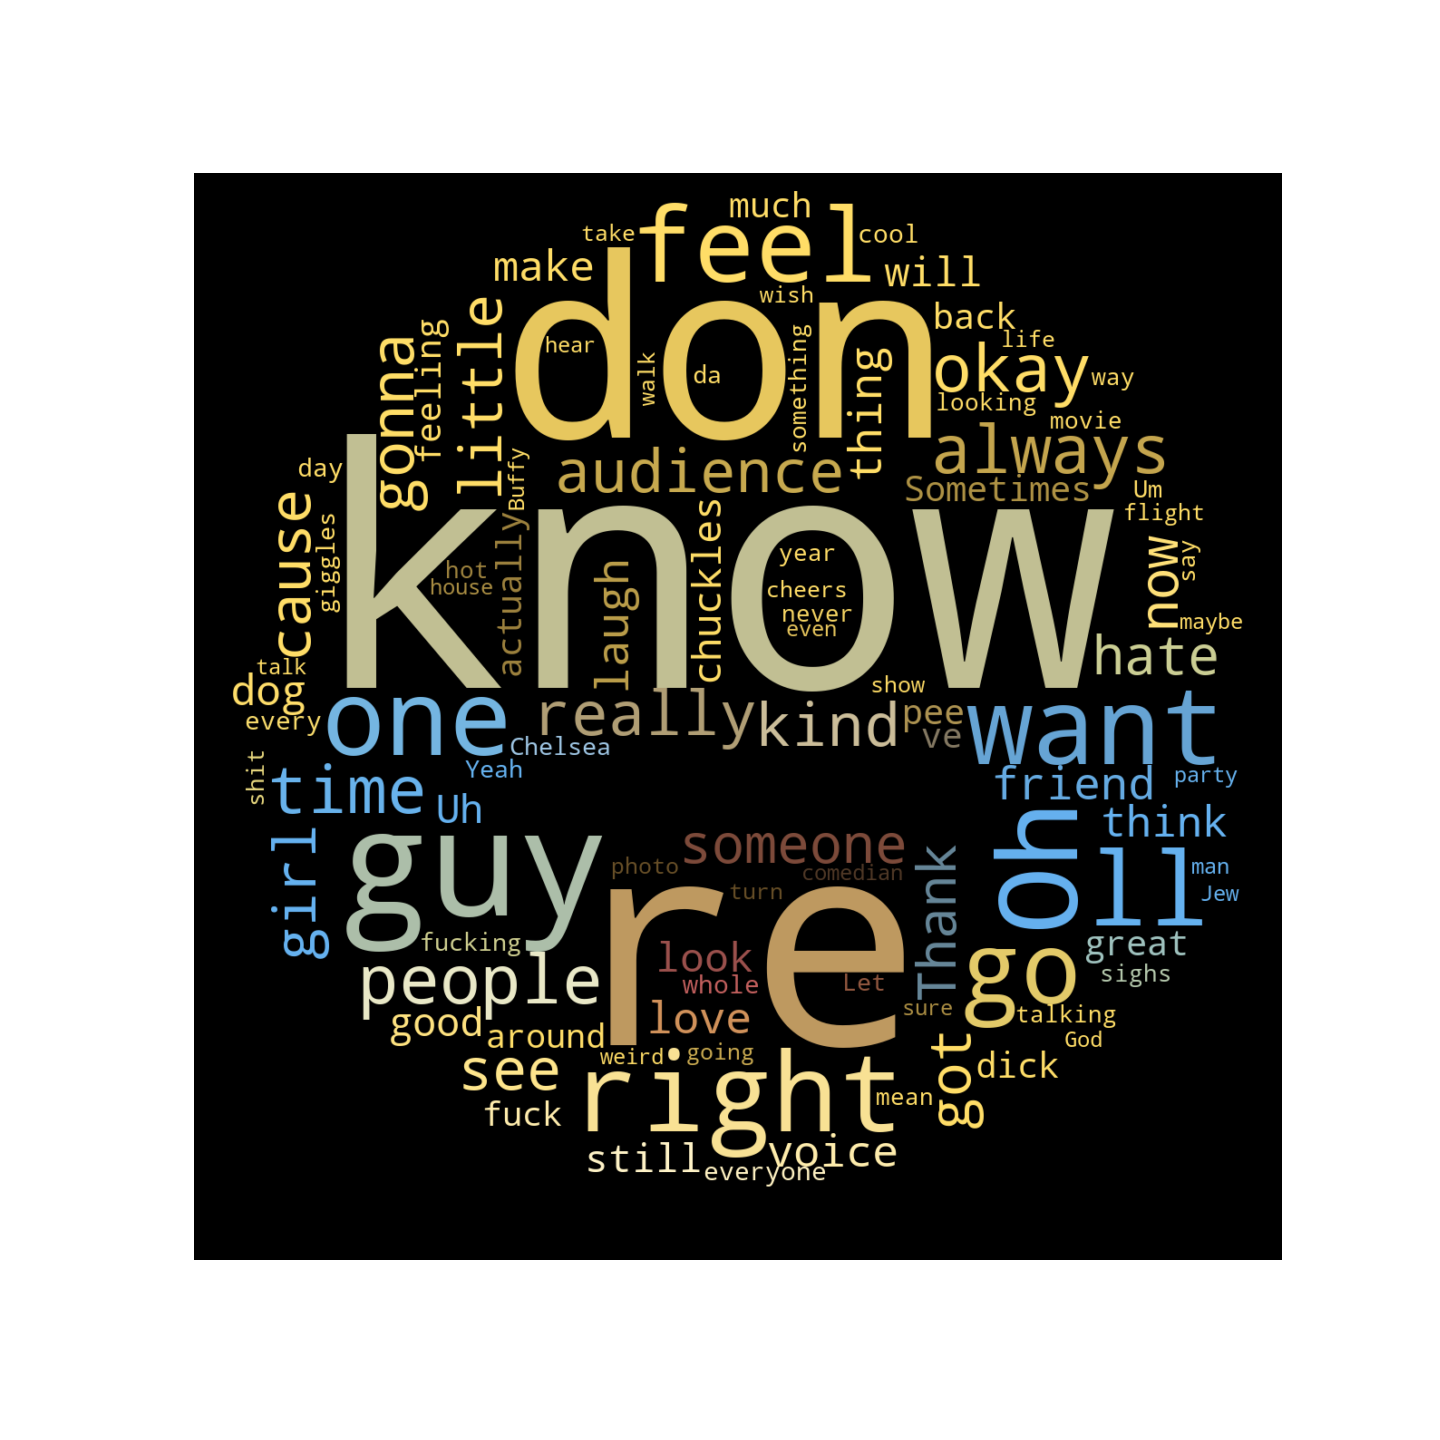 much
take
feel
cool
make
will
wish
don
little
back
feeling
gonna
hear
something
life
walk
da
thing
okay
way
looking
movie
always
audience
day
Buffy
Sometimes
Um
know
cause
giggles
actually
chuckles
flight
now
say
year
hot
house
laugh
cheers
never
even
maybe
hate
talk
dog
show
every
one
really
kind
pee
ve
want
Chelsea
Yeah
shit
time
Uh
friend
party
oh
think
girl
guy
someone
photo
comedian
turn
Thank
ll
man
Jew
re
fucking
people
look
whole
Let
go
great
sighs
sure
talking
love
good
around
weird
going
God
see
right
got
dick
mean
fuck
still
voice
everyone